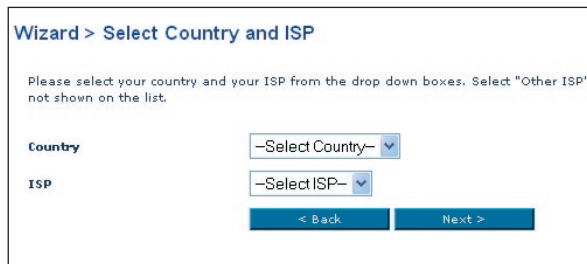 Wizard > Select Country and ISP
Please select your country and your ISP from the drop down boxes. Select "Other ISP"
not shown on the list.
Country
–Select Country–
ISP
–Select ISP–
< Back
Next >